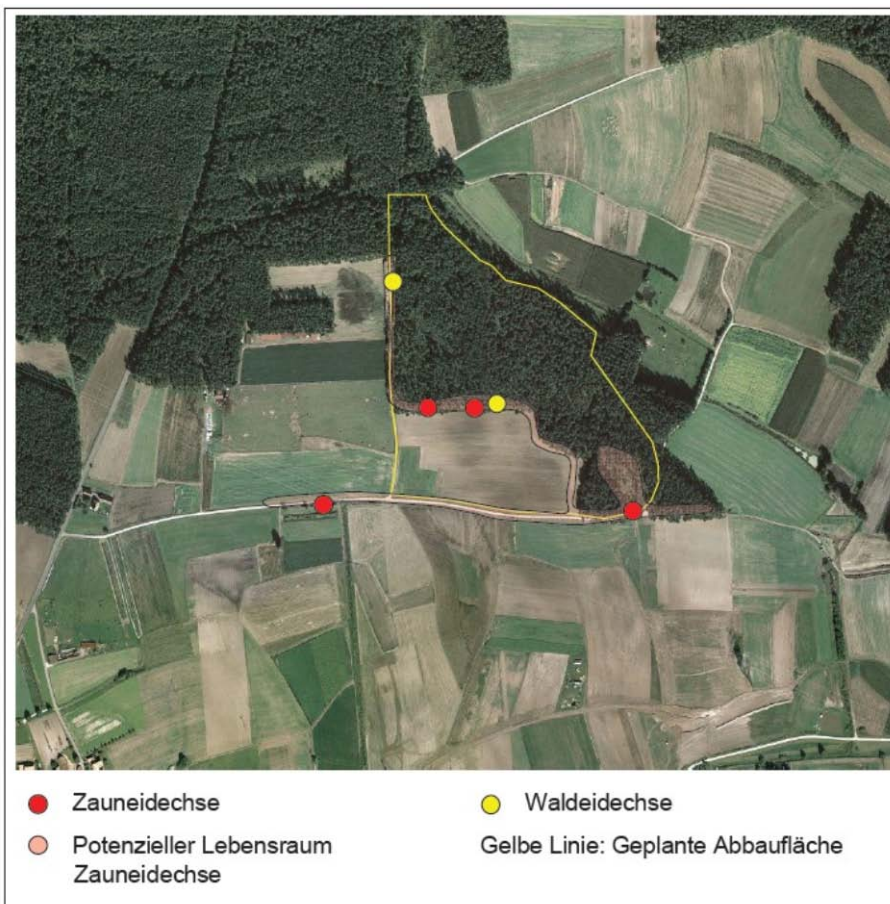 Zauneidechse
Waldeidechse
Potenzieller Lebensraum
Zauneidechse
Gelbe Linie: Geplante Abbaufläche